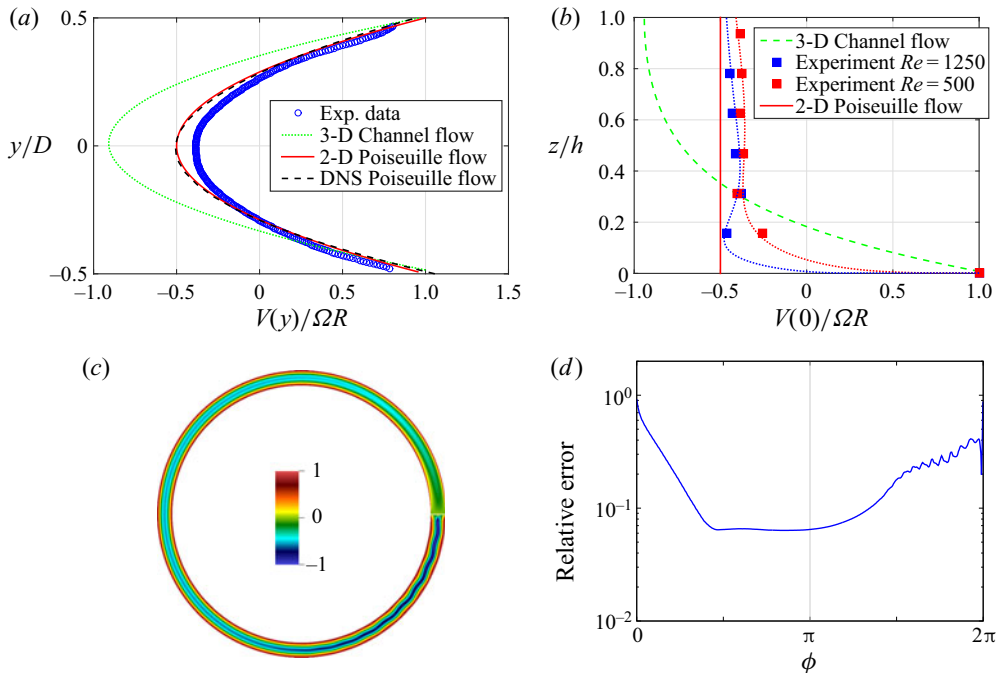 (a)
0.5
y/D
0
−0.5
−1.0 −0.5 0 0.5 1.0 1.5
V(y)/ΩR
Exp. data
3-D Channel flow
2-D Poiseuille flow
DNS Poiseuille flow
(b)
1.0
0.8
z/h
0.6
0.4
0.2
0
−1.0 −0.5 0 0.5 1.0
V(0)/ΩR
3-D Channel flow
Experiment Re = 1250
Experiment Re = 500
2-D Poiseuille flow
(c)
1
0
−1
(d)
10⁰
10⁻¹
10⁻²
Relative error
0 π 2π
ϕ